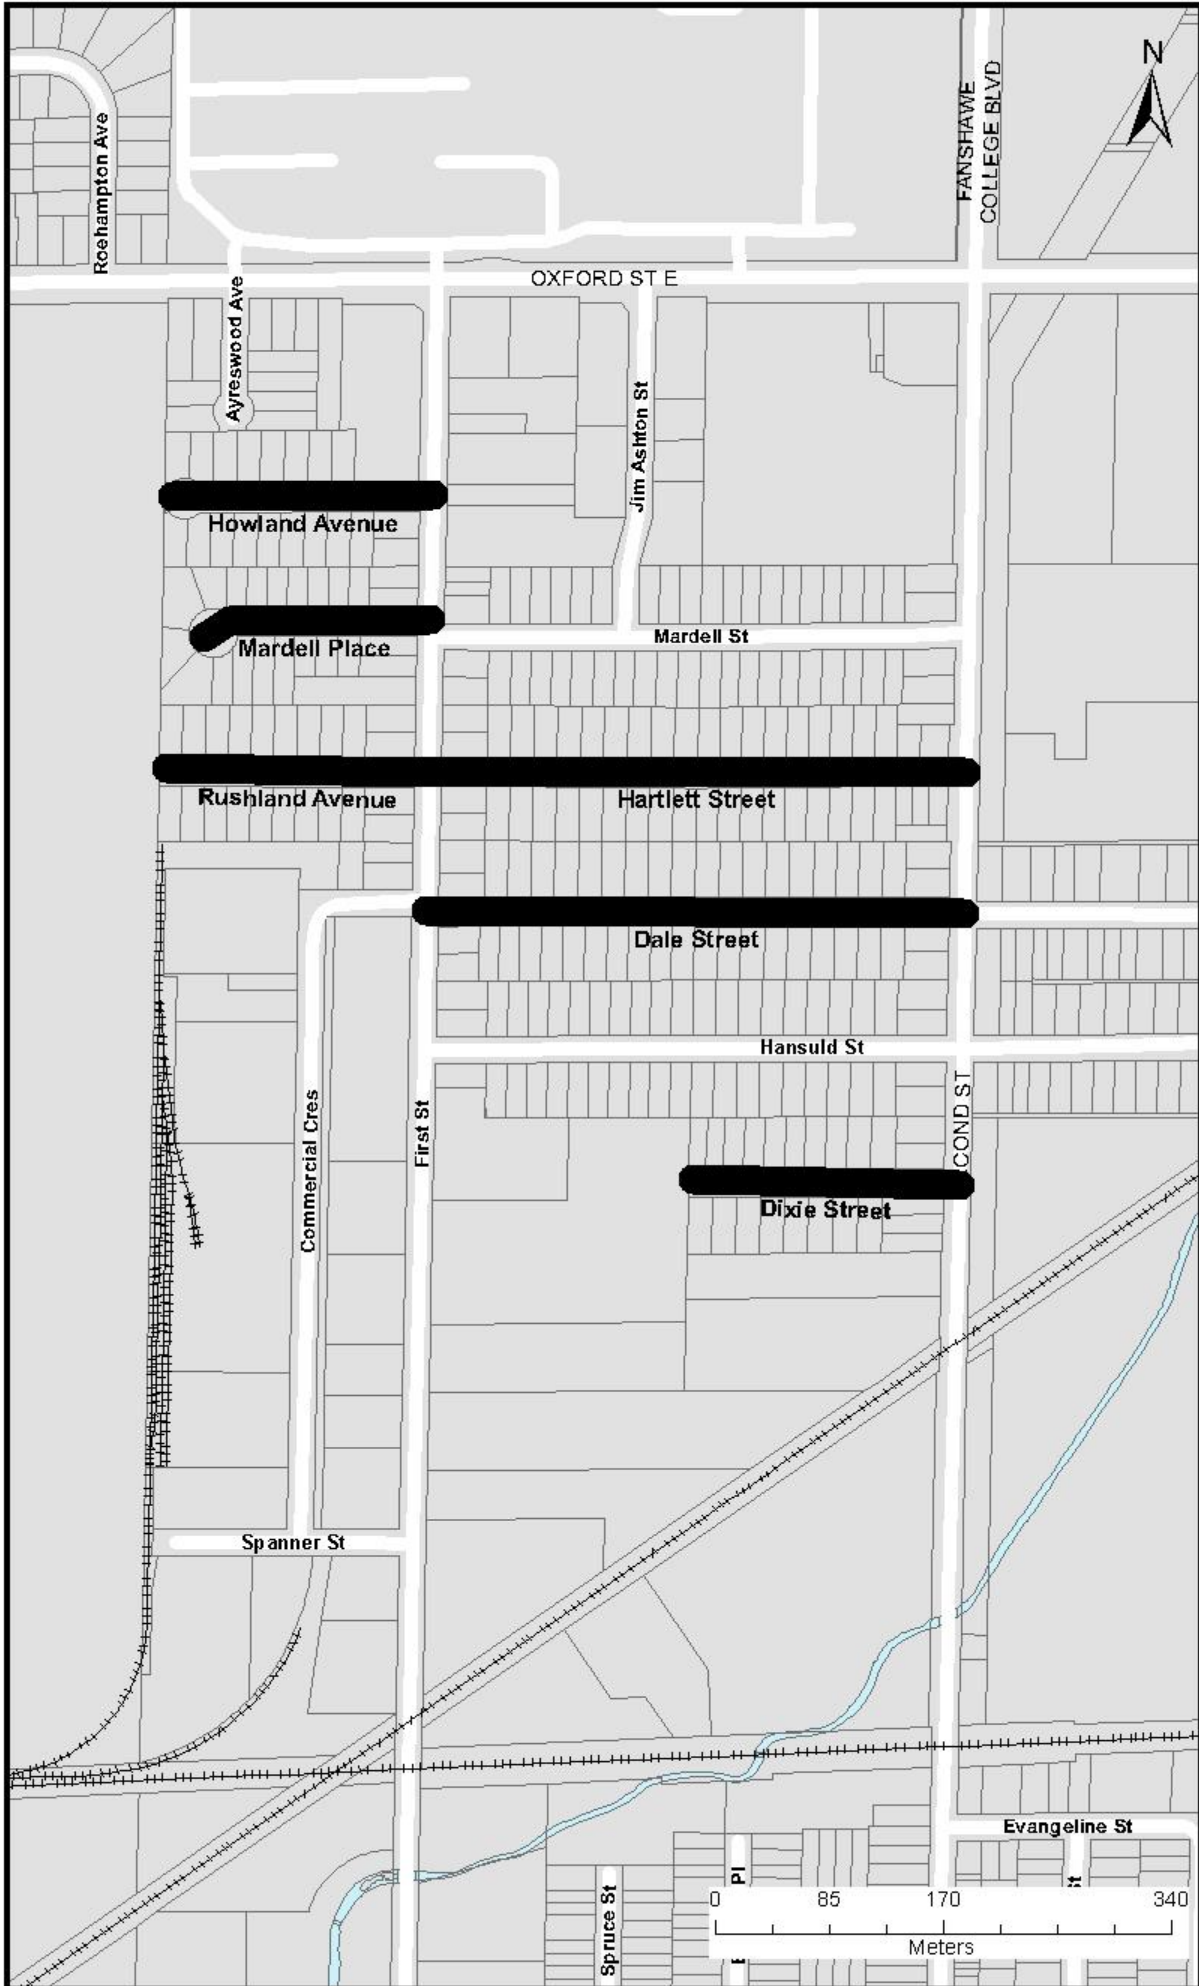 N
FANSHAWE
COLLEGE BLVD
Roehampton Ave
OXFORD ST E
Ayreswood Ave
Jim Ashton St
Howland Avenue
Mardell St
Mardell Place
Rushland Avenue
Hartlett Street
Dale Street
Hansuld St
COND ST
Commercial Cres
First St
Dixie Street
Spanner St
Evangeline St
Spruce St
Pl
St
0 85 170 340
Meters